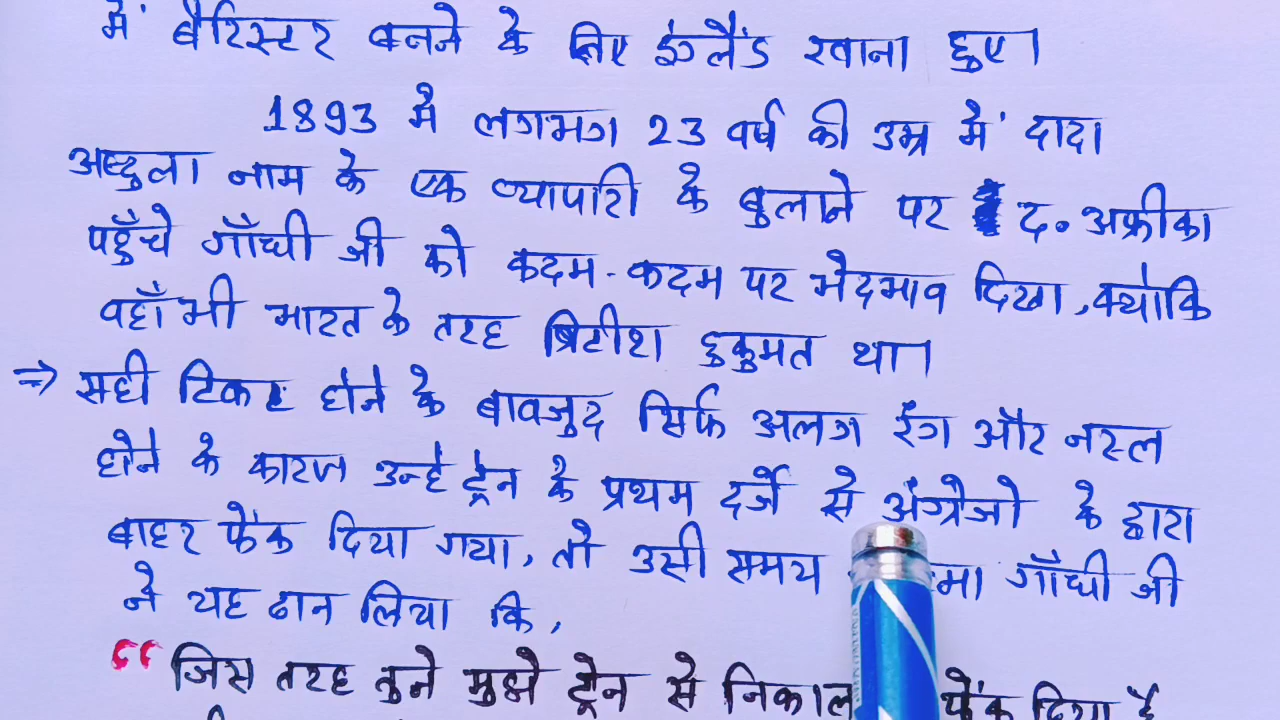 में बैरिस्टर बनने के लिए इंग्लैंड रवाना हुए।
1893 में लगभग 23 वर्ष की उम्र में दादा
अब्दुला नाम के एक व्यापारी के बुलाने पर द॰ अफ्रीका
पहुँचे गाँधी जी को कदम-कदम पर भेदभाव दिखा, क्योंकि
वहाँ भी भारत के तरह ब्रिटीश हुकुमत था।
⇒ सही टिकट होने के बावजुद सिर्फ अलग रंग और नस्ल
होने के कारण उन्हें ट्रेन के प्रथम दर्जे से अंग्रेजो के द्वारा
बाहर फेंक दिया गया, तो उसी समय गाँधी जी
ने यह ठान लिया कि,
“जिस तरह तुने मुझे ट्रेन से निकाल फेंक दिया है